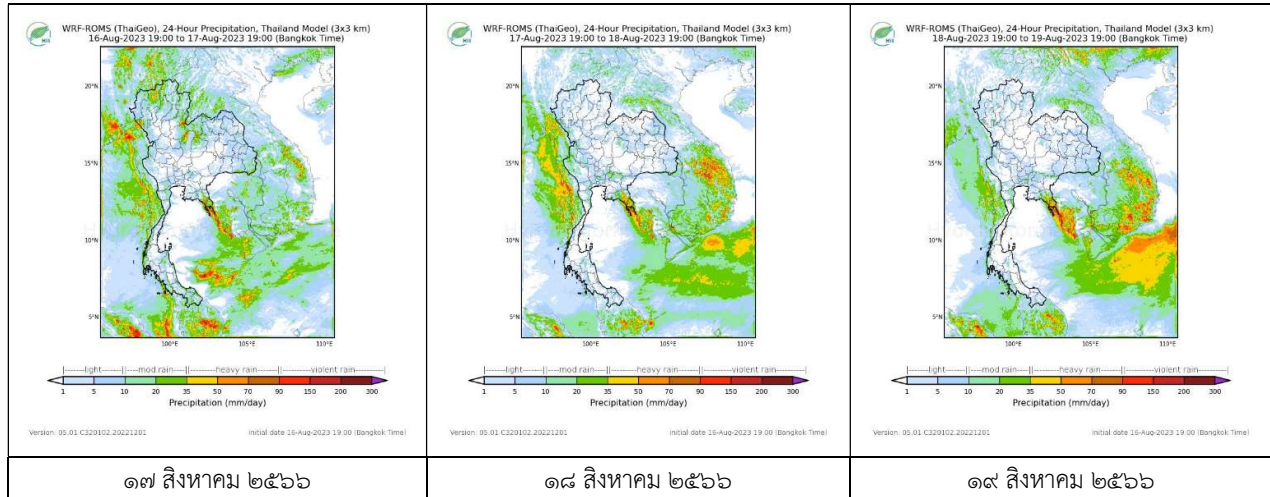 WRF-ROMS (ThaiGeo), 24-Hour Precipitation, Thailand Model (3x3 km)
16-Aug-2023 19:00 to 17-Aug-2023 19:00 (Bangkok Time)
20°N
15°N
10°N
5°N
100°E 105°E 110°E
|-------light--------||----mod.rain----||-------heavy rain-------||-------violent rain-------|
1 5 10 20 35 50 70 90 150 200 300
Precipitation (mm/day)
Version: 05.01 C320102.20221201 initial date 16-Aug-2023 19:00 (Bangkok Time)
๑๗ สิงหาคม ๒๕๖๖
WRF-ROMS (ThaiGeo), 24-Hour Precipitation, Thailand Model (3x3 km)
17-Aug-2023 19:00 to 18-Aug-2023 19:00 (Bangkok Time)
20°N
15°N
10°N
5°N
100°E 105°E 110°E
|-------light--------||----mod.rain----||-------heavy rain-------||-------violent rain-------|
1 5 10 20 35 50 70 90 150 200 300
Precipitation (mm/day)
Version: 05.01 C320102.20221201 initial date 16-Aug-2023 19:00 (Bangkok Time)
๑๘ สิงหาคม ๒๕๖๖
WRF-ROMS (ThaiGeo), 24-Hour Precipitation, Thailand Model (3x3 km)
18-Aug-2023 19:00 to 19-Aug-2023 19:00 (Bangkok Time)
20°N
15°N
10°N
5°N
100°E 105°E 110°E
|-------light--------||----mod.rain----||-------heavy rain-------||-------violent rain-------|
1 5 10 20 35 50 70 90 150 200 300
Precipitation (mm/day)
Version: 05.01 C320102.20221201 initial date 16-Aug-2023 19:00 (Bangkok Time)
๑๙ สิงหาคม ๒๕๖๖